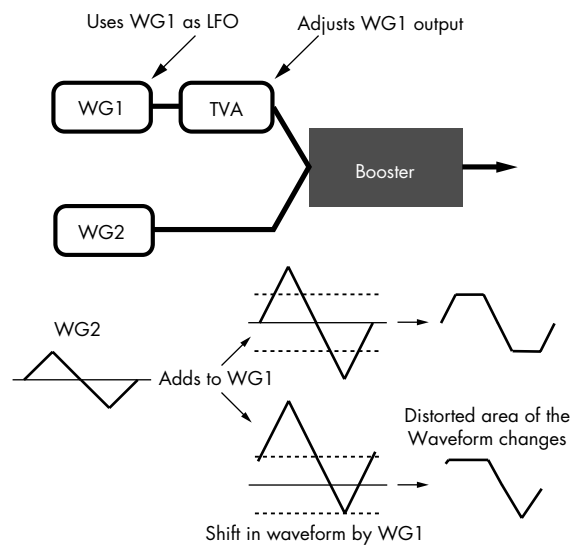 Uses WG1 as LFO
Adjusts WG1 output
WG1
TVA
Booster
WG2
WG2
Adds to WG1
Distorted area of the
Waveform changes
Shift in waveform by WG1